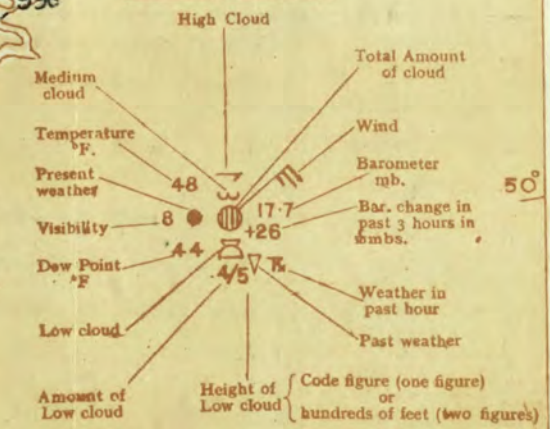 High Cloud
Total Amount
of cloud
Medium
cloud
Wind
Temperature
°F.
Barometer
mb.
Present
weather
48
50°
17·7
Visibility
8
Bar. change in
past 3 hours in
mbs.
+26
Dew Point
°F
44
4/5
Weather in
past hour
Low cloud
Past weather
Amount of
Low cloud
Height of
Low cloud
Code figure (one figure)
or
hundreds of feet (two figures)